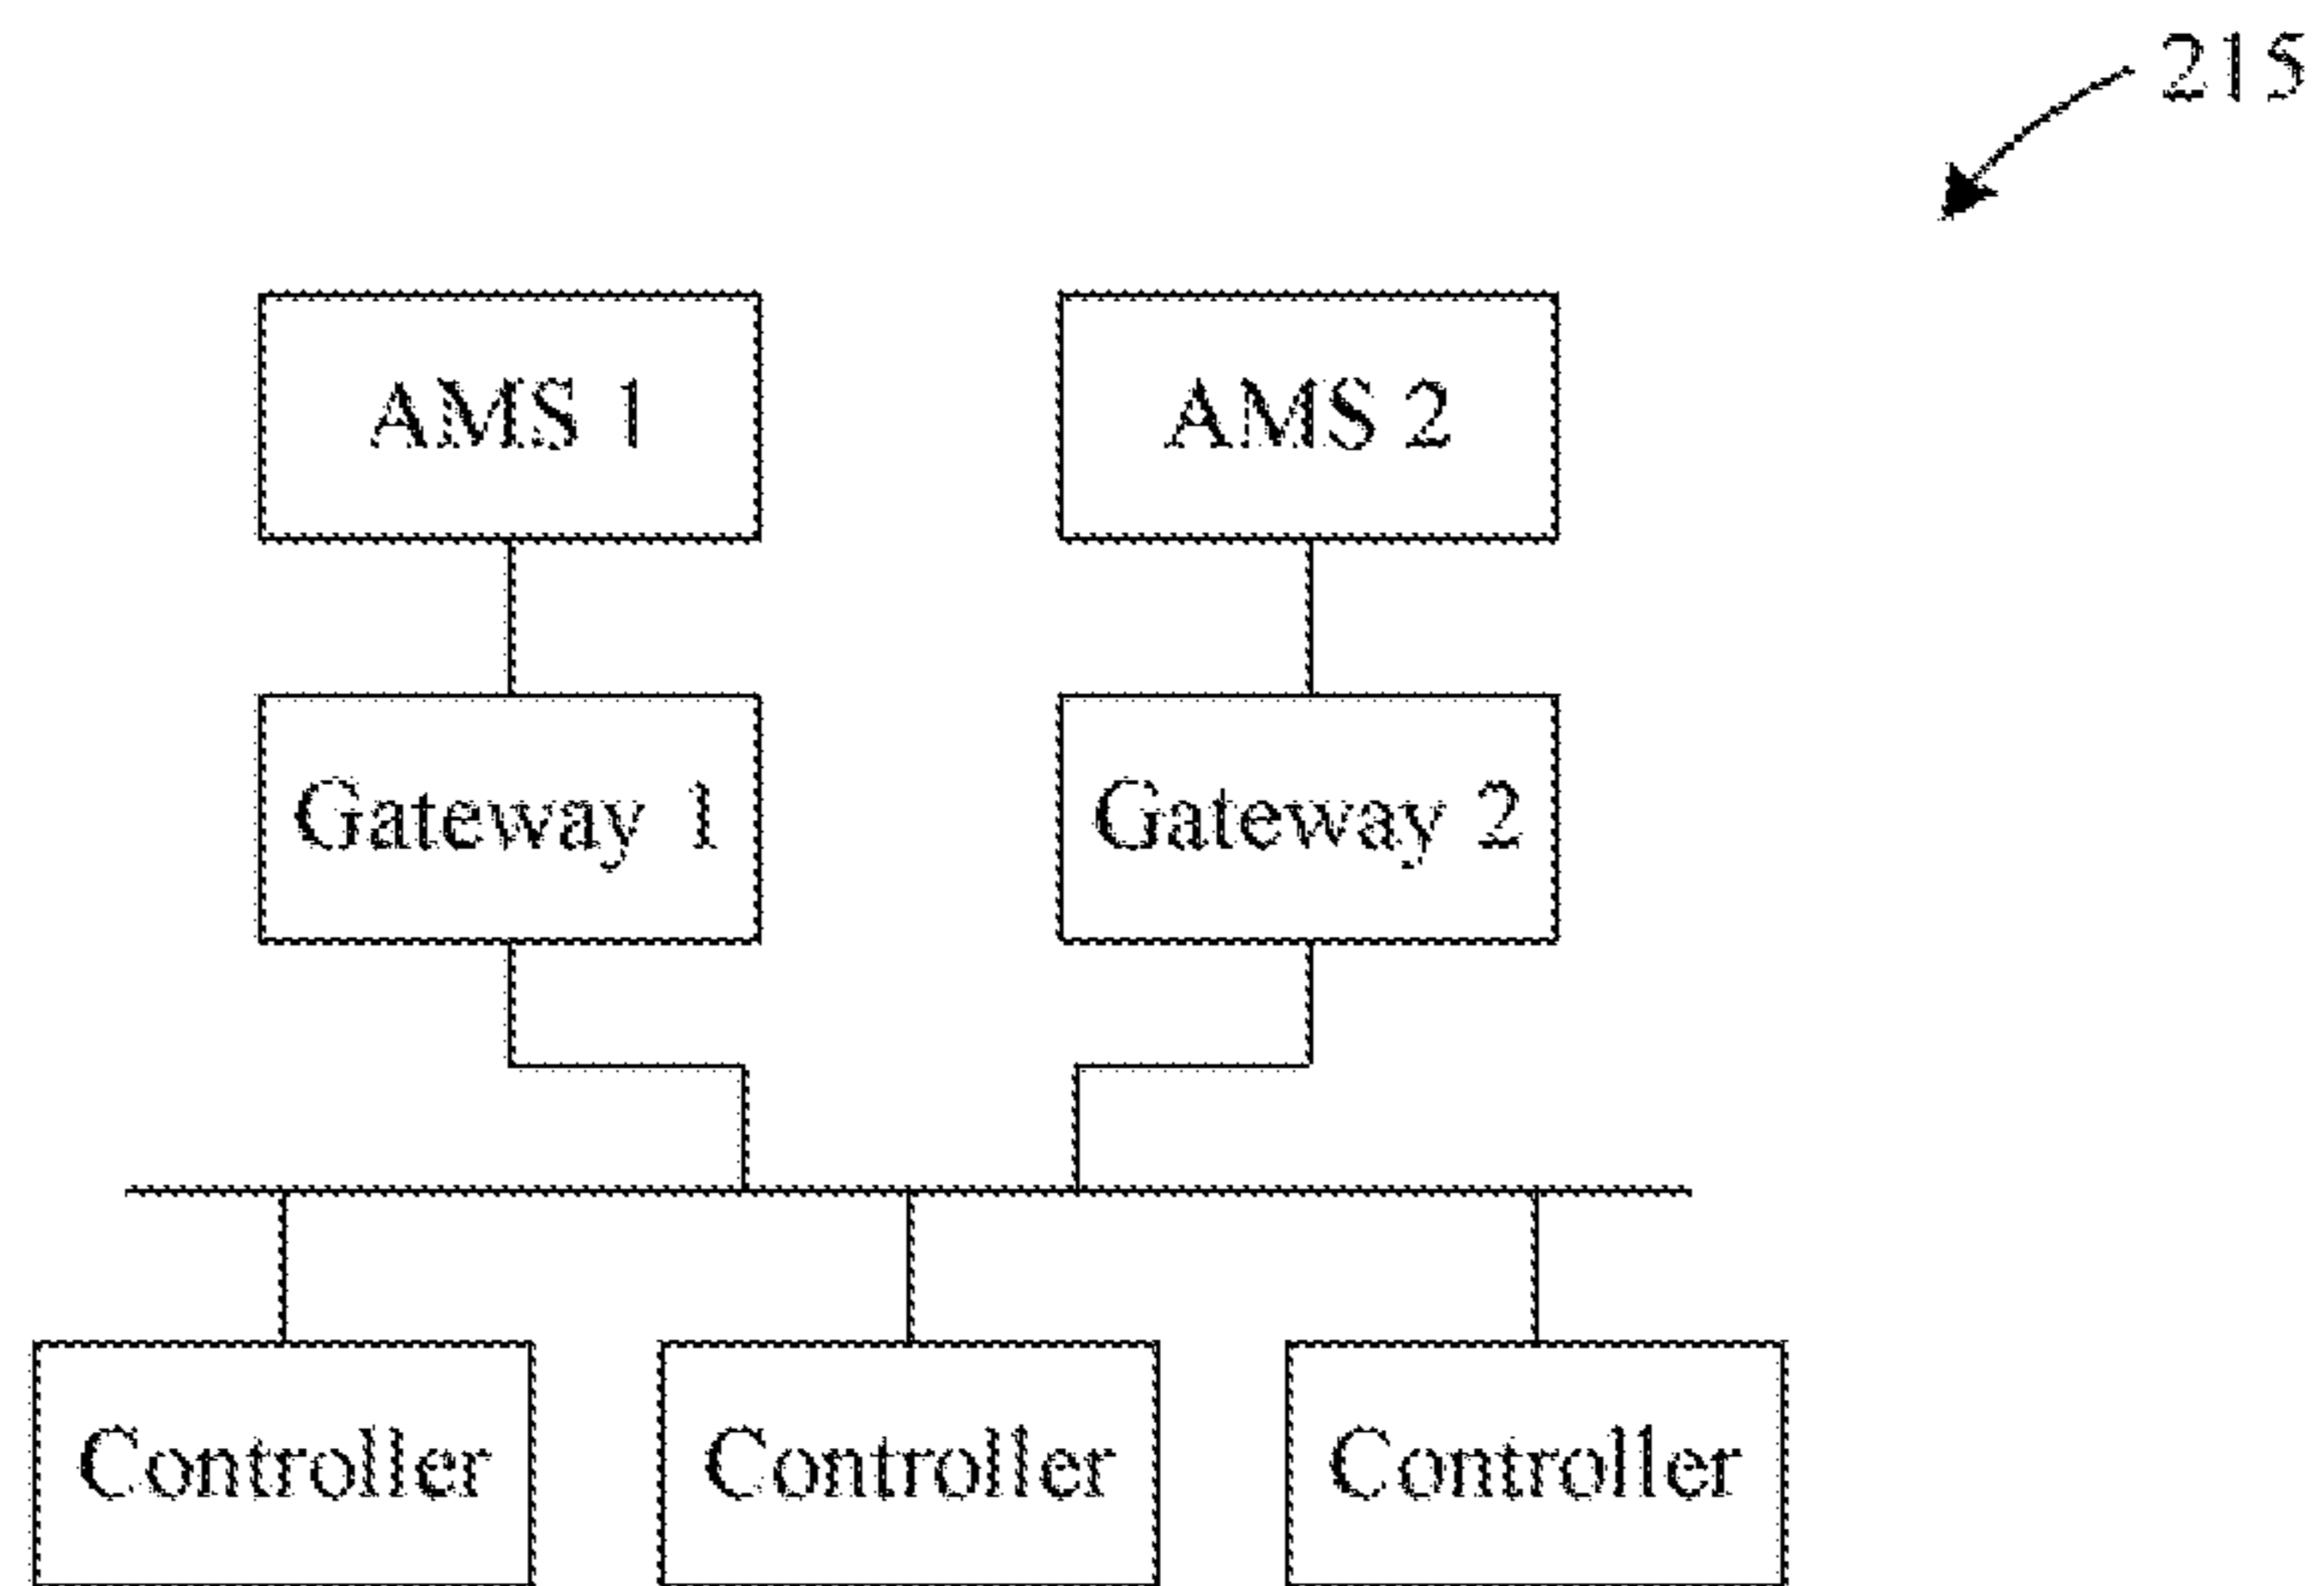 215
AMS 1
AMS 2
Gateway 1
Gateway 2
Controller
Controller
Controller